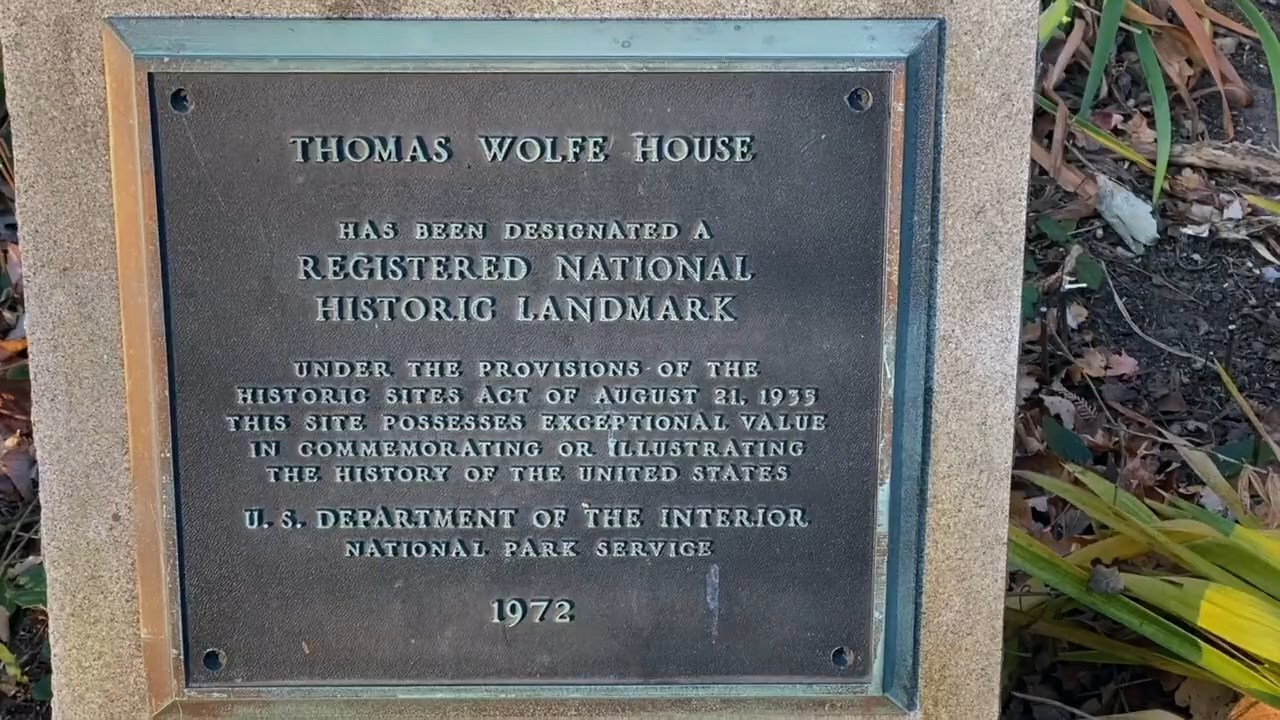 THOMAS WOLFE HOUSE
HAS BEEN DESIGNATED A
REGISTERED NATIONAL
HISTORIC LANDMARK
UNDER THE PROVISIONS OF THE
HISTORIC SITES ACT OF AUGUST 21, 1935
THIS SITE POSSESSES EXCEPTIONAL VALUE
IN COMMEMORATING OR ILLUSTRATING
THE HISTORY OF THE UNITED STATES
U. S. DEPARTMENT OF THE INTERIOR
NATIONAL PARK SERVICE
1972